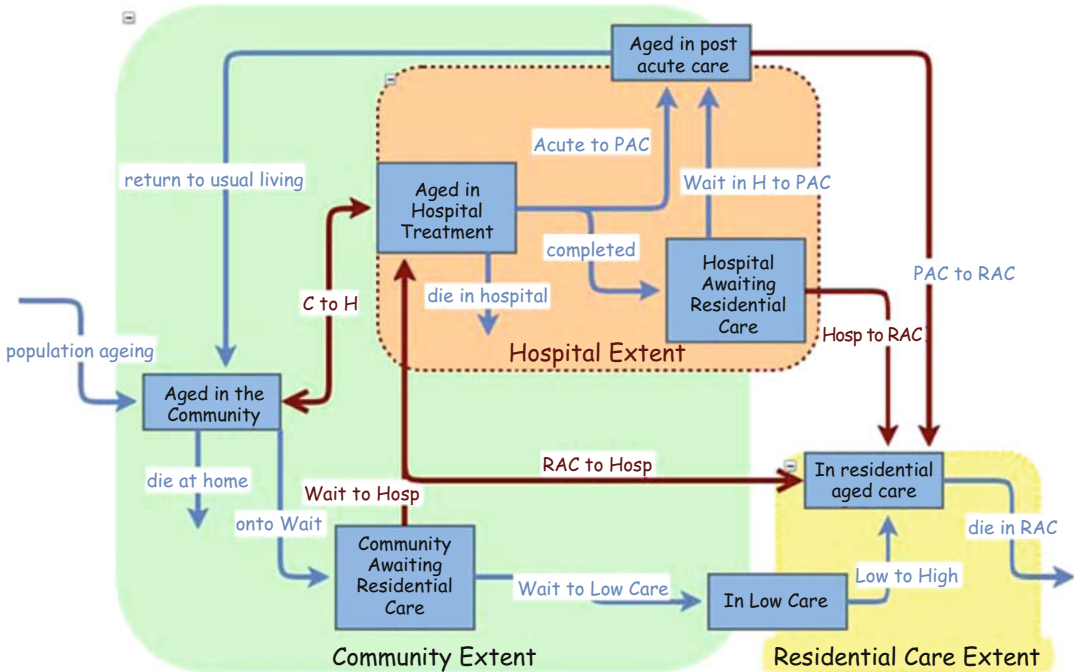 Aged in post
acute care
Acute to PAC
return to usual living
Aged in
Hospital
Treatment
Wait in H to PAC
completed
Hospital
Awaiting
Residential
Care
PAC to RAC
die in hospital
C to H
Hosp to RAC
population ageing
Hospital Extent
Aged in the
Community
RAC to Hosp
In residential
aged care
die at home
Wait to Hosp
onto Wait
die in RAC
Community
Awaiting
Residential
Care
Wait to Low Care
In Low Care
Low to High
Community Extent
Residential Care Extent